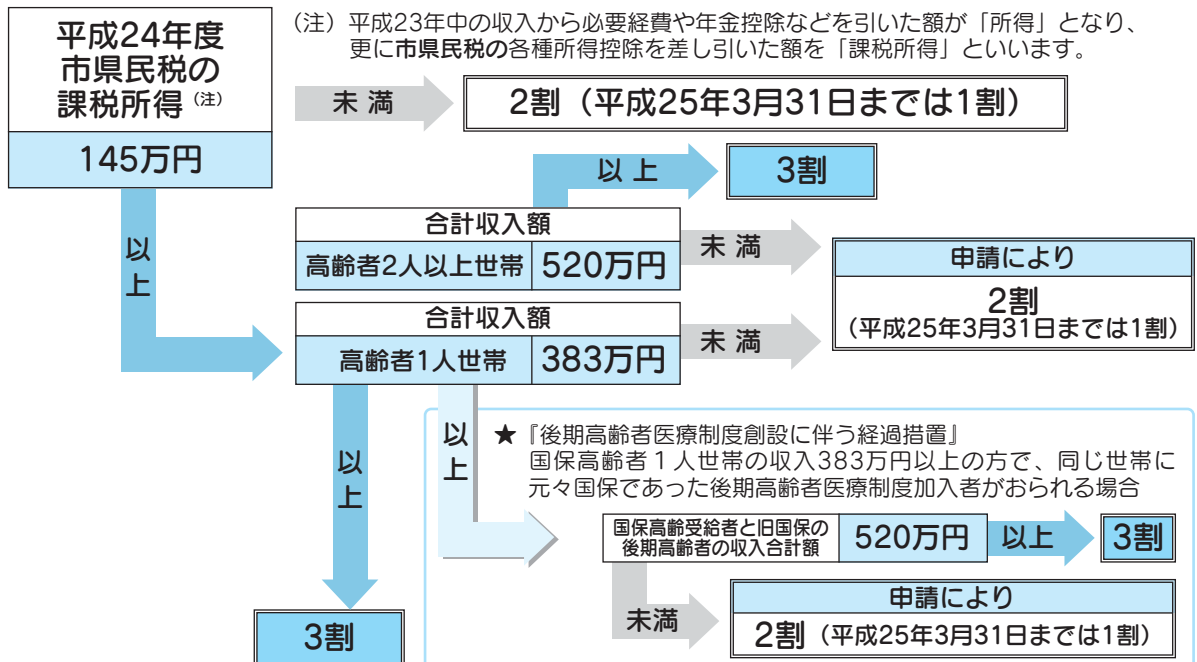 平成24年度
市県民税の
課税所得（注）
145万円
（注）平成23年中の収入から必要経費や年金控除などを引いた額が「所得」となり、
更に市県民税の各種所得控除を差し引いた額を「課税所得」といいます。
未満
2割（平成25年3月31日までは1割）
以上
3割
以上
合計収入額
高齢者2人以上世帯 520万円
未満
合計収入額
高齢者1人世帯 383万円
未満
申請により
2割
（平成25年3月31日までは1割）
以上
3割
以上
★『後期高齢者医療制度創設に伴う経過措置』
国保高齢者１人世帯の収入383万円以上の方で、同じ世帯に
元々国保であった後期高齢者医療制度加入者がおられる場合
国保高齢受給者と旧国保の
後期高齢者の収入合計額
520万円
以上
3割
未満
申請により
2割（平成25年3月31日までは1割）